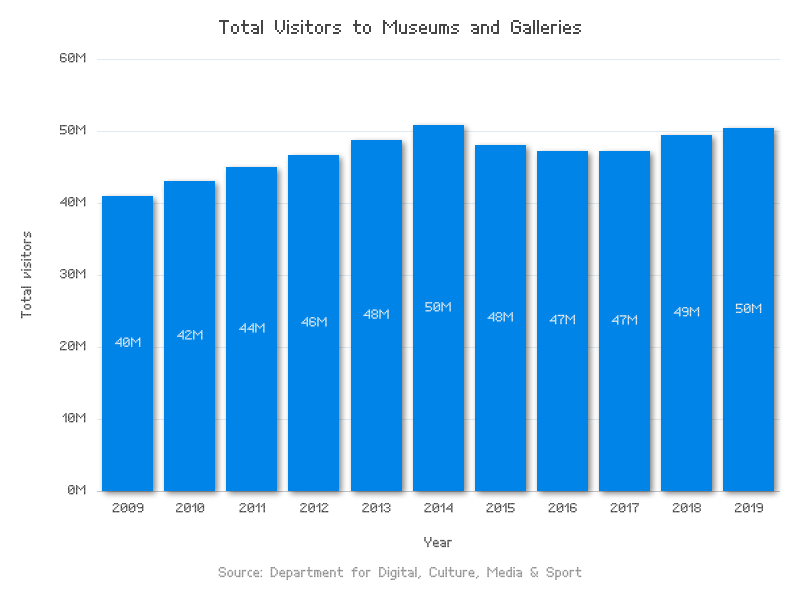 Total Visitors to Museums and Galleries
60M
50M
40M
30M
20M
10M
0M
Total visitors
40M 42M 44M 46M 48M 50M 48M 47M 47M 49M 50M
2009 2010 2011 2012 2013 2014 2015 2016 2017 2018 2019
Year
Source: Department for Digital, Culture, Media & Sport